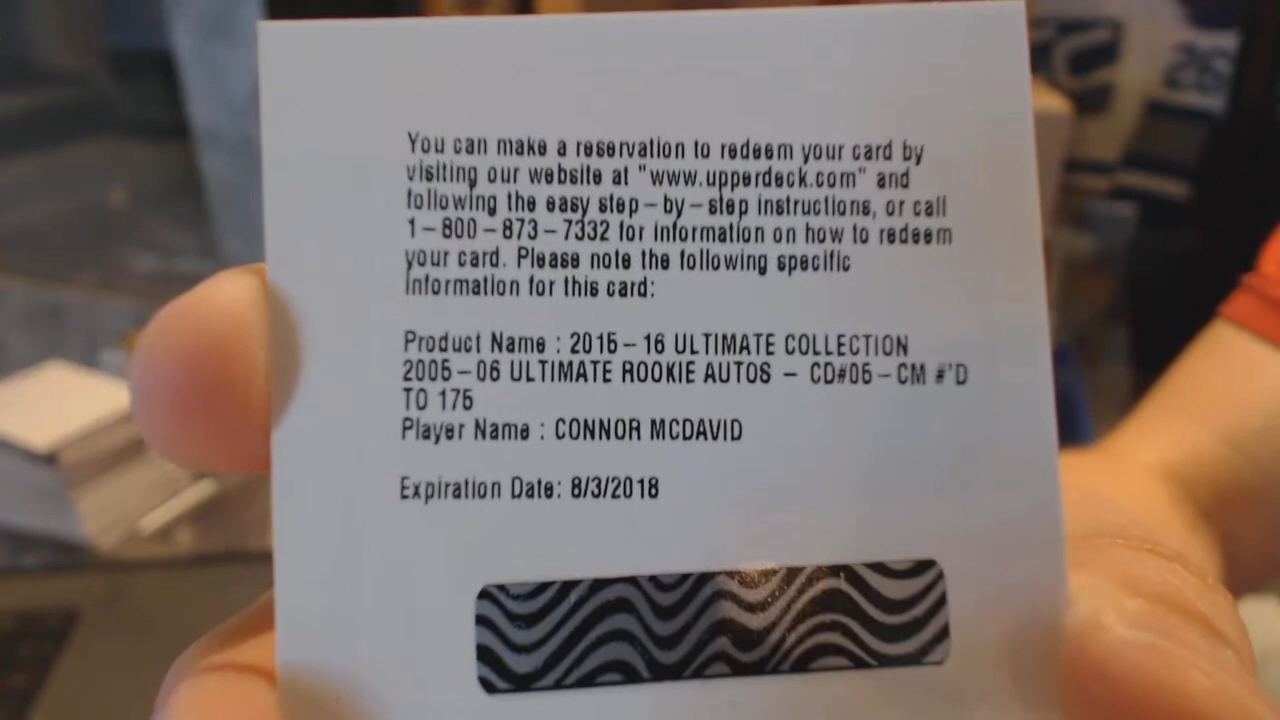 You can make a reservation to redeem your card by
visiting our website at "www.upperdeck.com" and
following the easy step-by-step instructions, or call
1-800-873-7332 for information on how to redeem
your card. Please note the following specific
information for this card:
Product Name : 2015-16 ULTIMATE COLLECTION
2005-06 ULTIMATE ROOKIE AUTOS - CD#05-CM #'D
TO 175
Player Name : CONNOR MCDAVID
Expiration Date: 8/3/2018